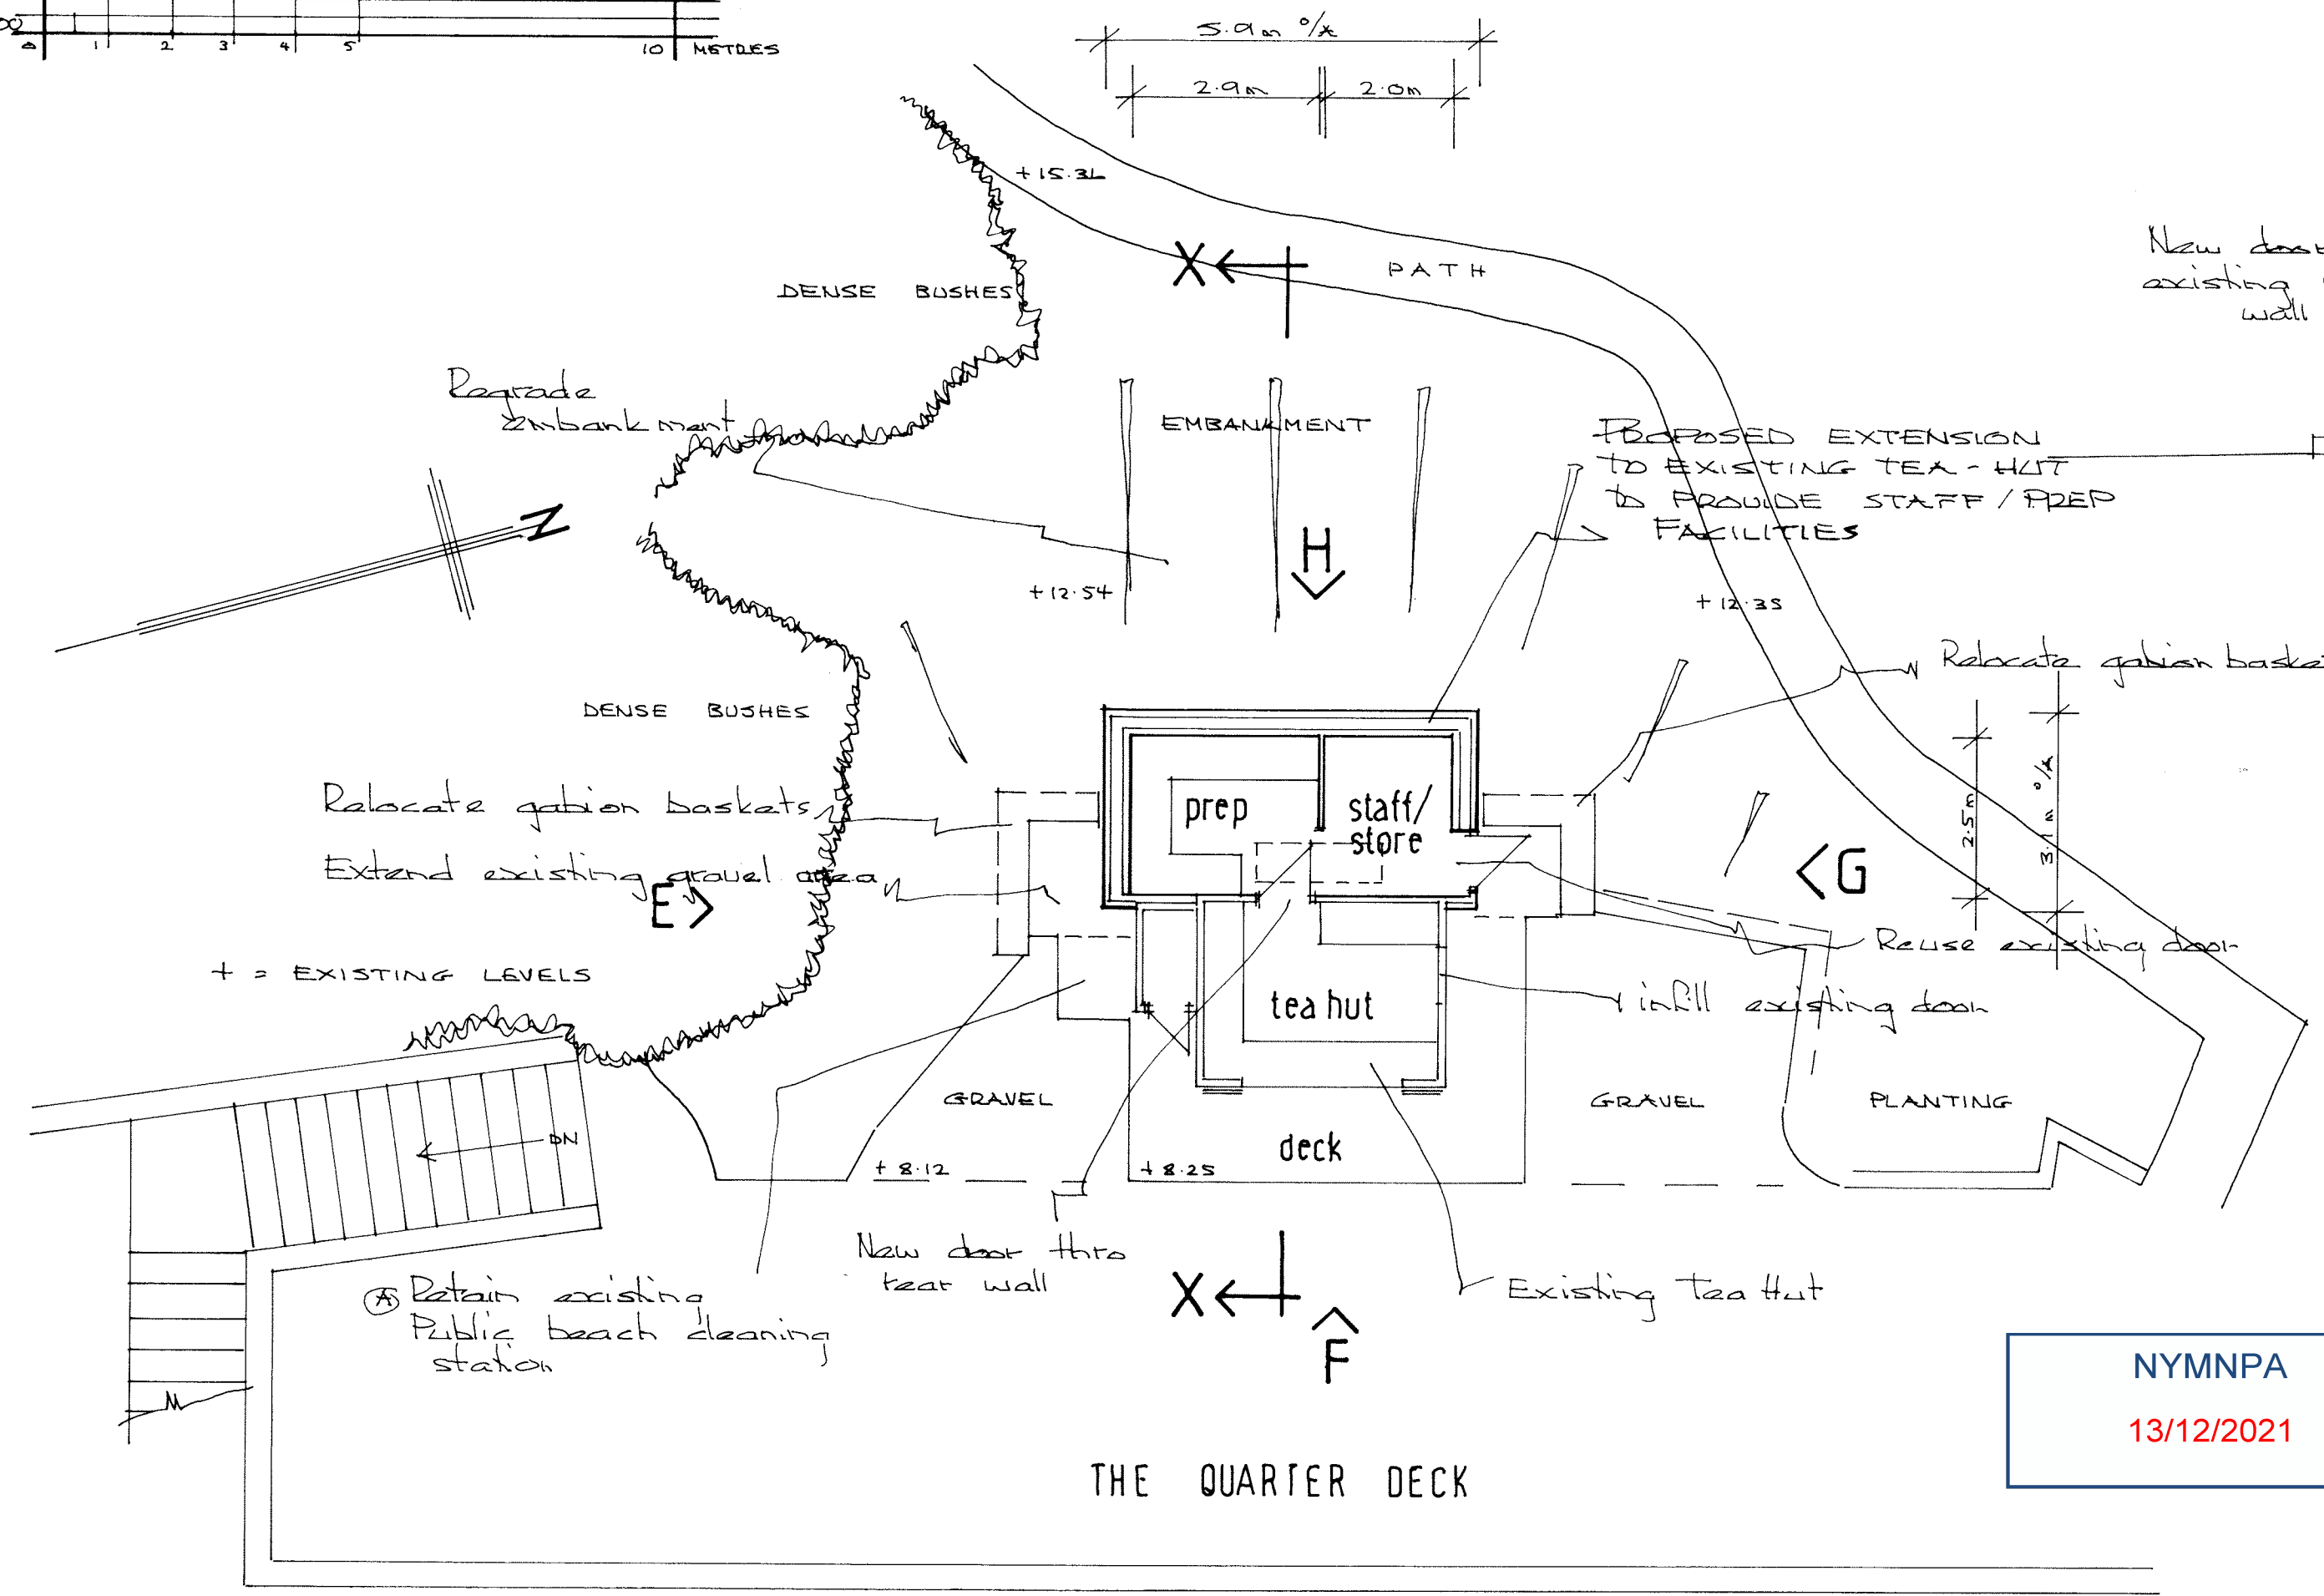 0 1 2 3 4 5 10 METRES
5.9m o/a
2.9m 2.0m
+15.36
X
PATH
New door
existing
wall
DENSE BUSHES
Regrade
embankment
EMBANKMENT
PROPOSED EXTENSION
TO EXISTING TEA-HUT
TO PROVIDE STAFF/PREP
FACILITIES
N
H
+12.54
+12.35
Relocate gabion baske
DENSE BUSHES
Relocate gabion baskets
prep
staff/
store
2.5m
3.1m o/a
Extend existing gravel area
E
G
Reuse existing door
+ = EXISTING LEVELS
tea hut
infill existing door
GRAVEL
GRAVEL
PLANTING
DN
deck
+8.12
+8.25
New door thro
rear wall
X
F
Existing Tea Hut
A Retain existing
Public beach cleaning
station
NYMNPA
13/12/2021
THE QUARTER DECK